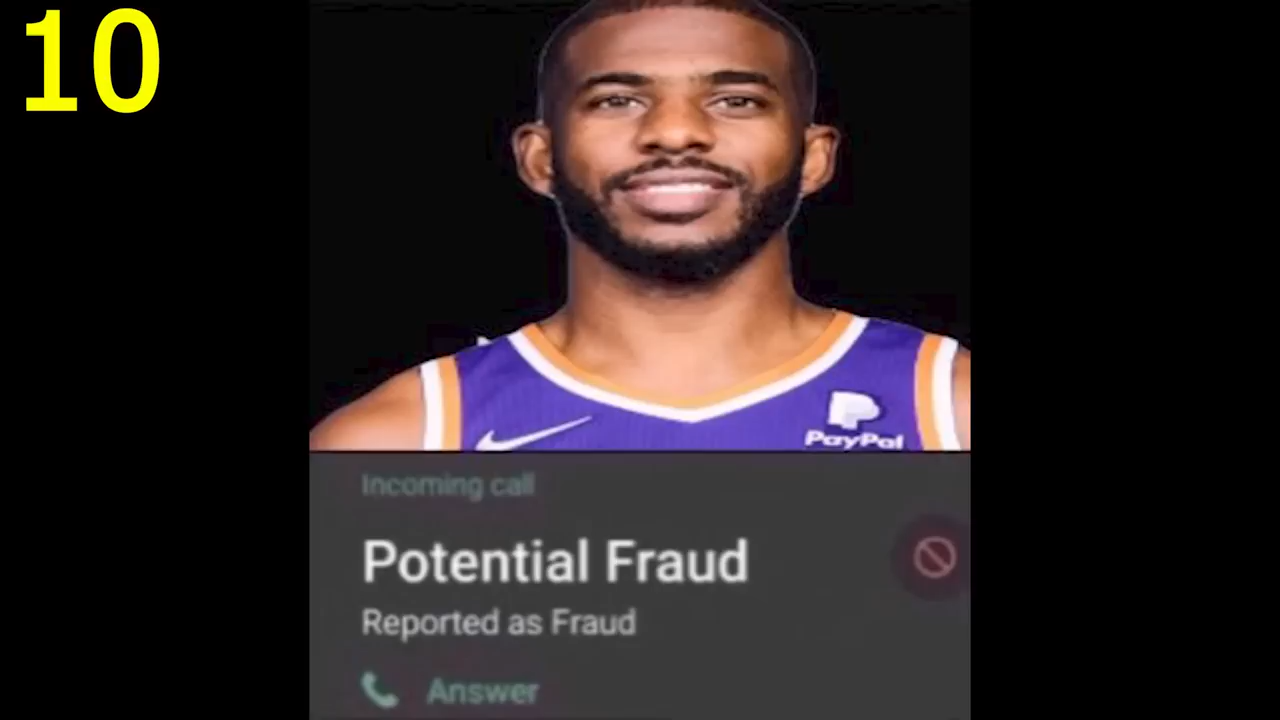 10
PayPal
Incoming call
Potential Fraud
Reported as Fraud
Answer